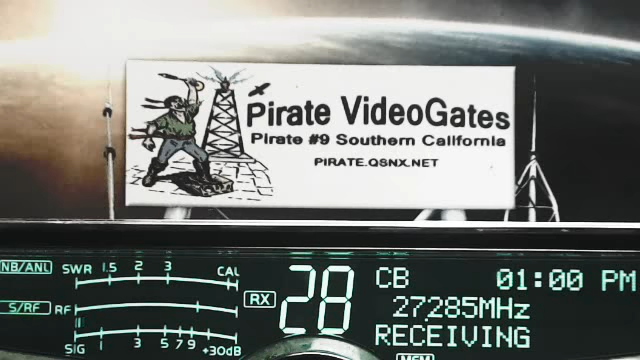 Pirate VideoGates
Pirate #9 Southern California
PIRATE.QSNX.NET
NB/ANL SWR 1.5 2 3 CAL
S/RF RF
SIG 1 3 5 7 9 +30dB
RX 28
CB 01:00 PM
27285MHz
RECEIVING
MEM